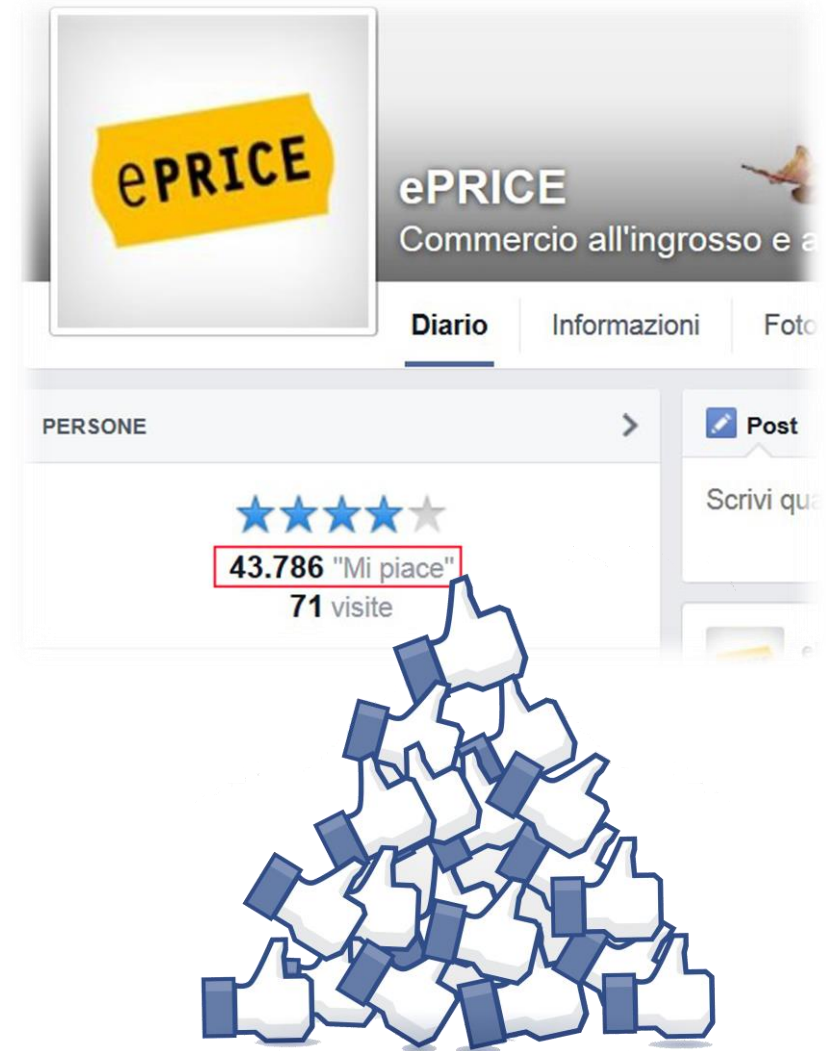 ePRICE
ePRICE
Commercio all'ingrosso e a
Diario Informazioni Foto
PERSONE
Post
Scrivi qua
43.786 "Mi piace"
71 visite